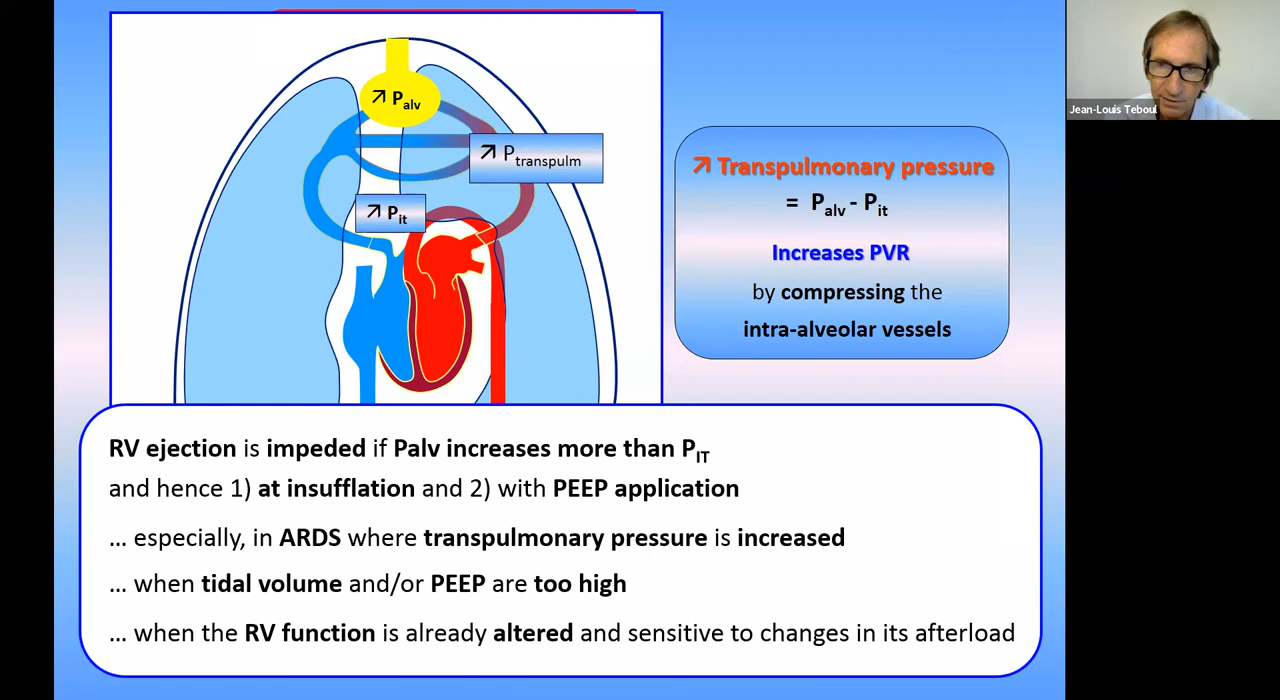 ↗ Palv
↗ Ptranspulm
↗ Pit
↗ Transpulmonary pressure
= Palv - Pit
Increases PVR
by compressing the
intra-alveolar vessels
Jean-Louis Teboul
RV ejection is impeded if Palv increases more than PIT
and hence 1) at insufflation and 2) with PEEP application
... especially, in ARDS where transpulmonary pressure is increased
... when tidal volume and/or PEEP are too high
... when the RV function is already altered and sensitive to changes in its afterload